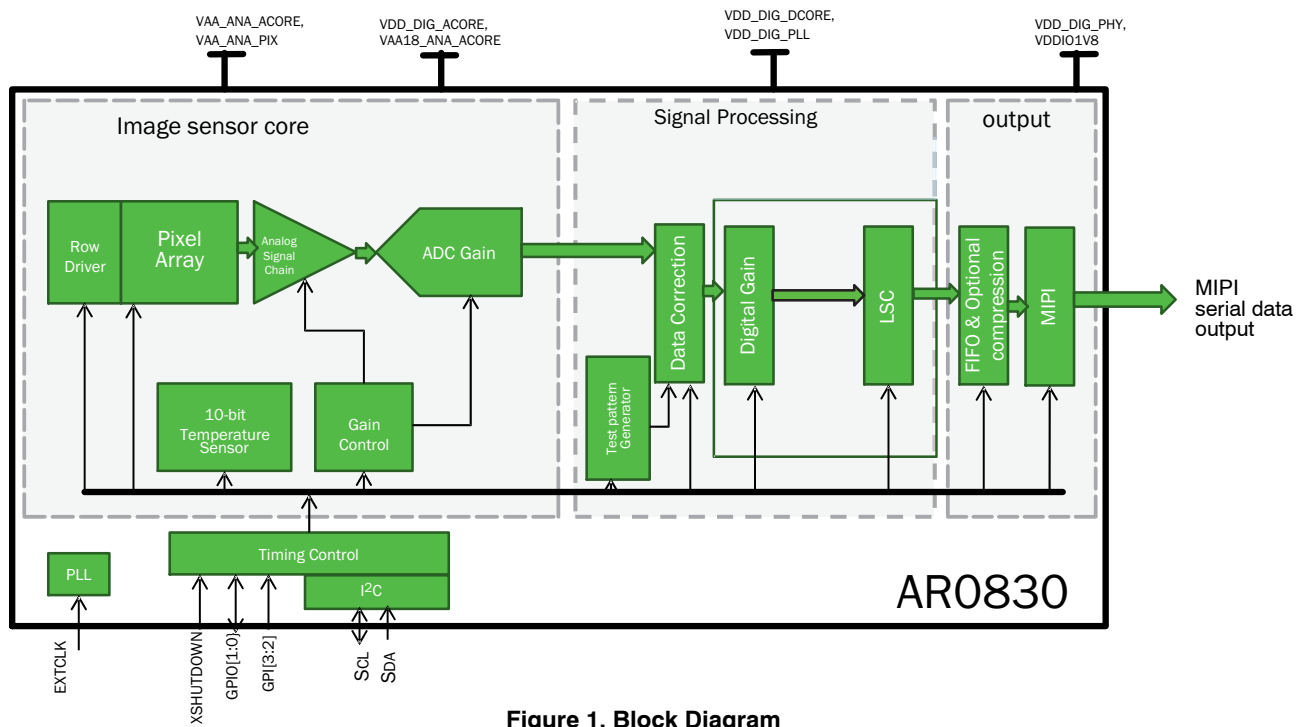 VAA_ANA_ACORE,
VAA_ANA_PIX
VDD_DIG_ACORE,
VAA18_ANA_ACORE
VDD_DIG_DCORE,
VDD_DIG_PLL
VDD_DIG_PHY,
VDDIO1V8
Image sensor core
Signal Processing
output
Row
Driver
Pixel
Array
Analog
Signal
Chain
ADC Gain
Data Correction
Digital Gain
LSC
FIFO & Optional
compression
MIPI
MIPI
serial data
output
10-bit
Temperature
Sensor
Gain
Control
Test pattern
Generator
PLL
Timing Control
I²C
AR0830
EXTCLK
XSHUTDOWN
GPIO[1:0}
GPI[3:2]
SCL
SDA
Figure 1. Block Diagram